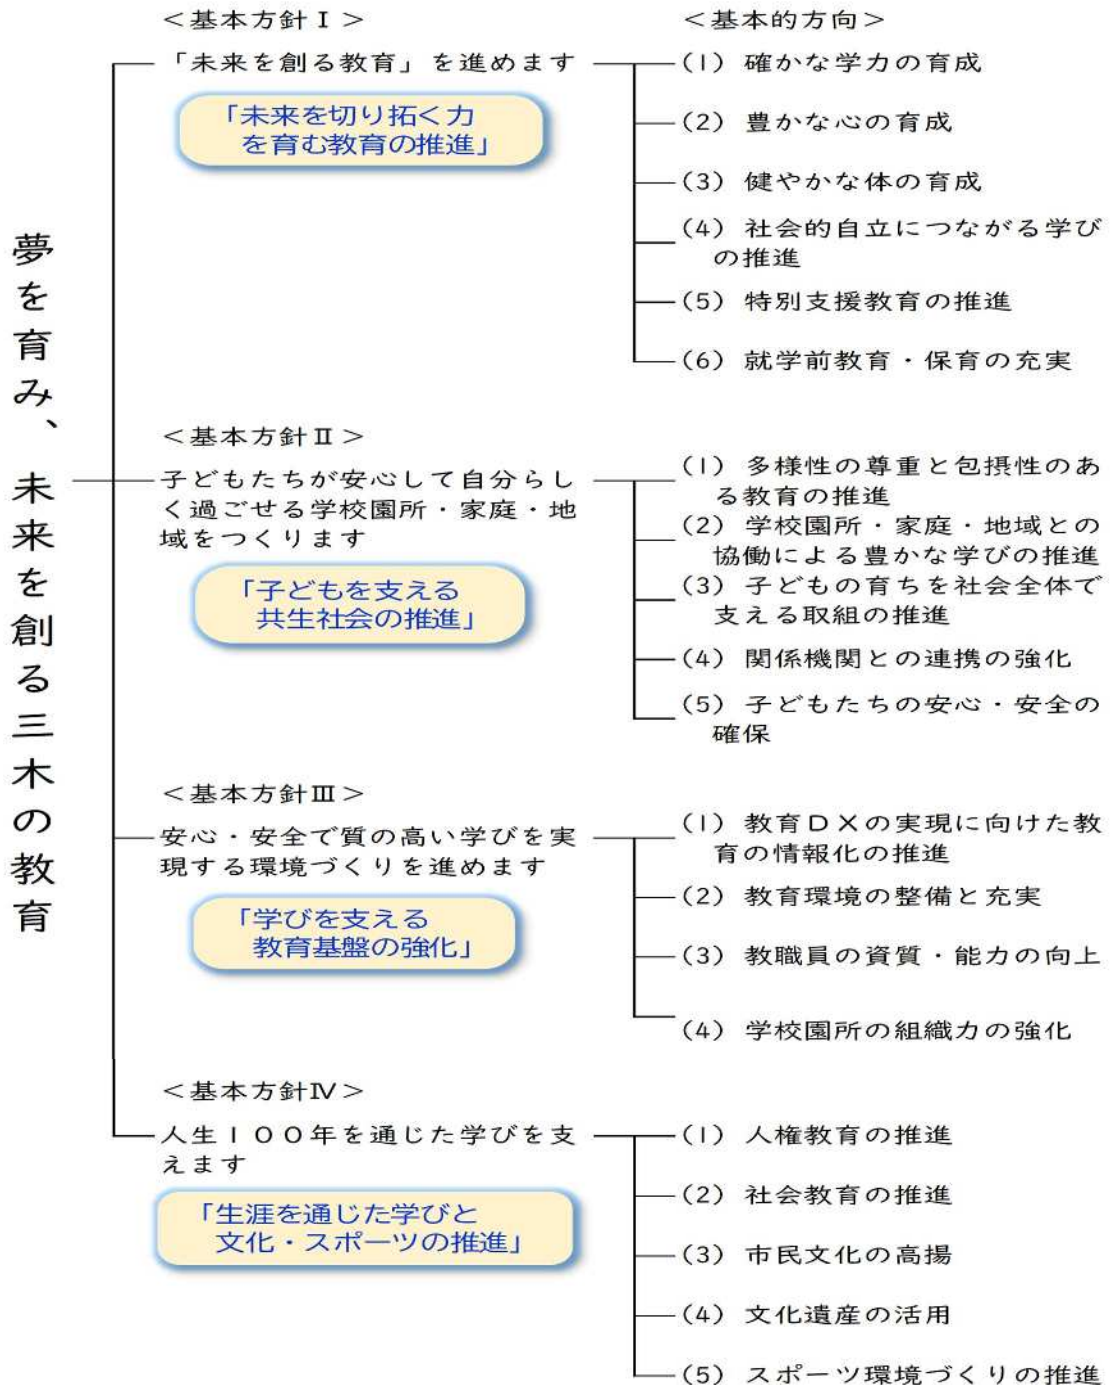 夢を育み、未来を創る三木の教育
<基本方針Ⅰ>
「未来を創る教育」を進めます
「未来を切り拓く力
を育む教育の推進」
<基本的方向>
(1) 確かな学力の育成
(2) 豊かな心の育成
(3) 健やかな体の育成
(4) 社会的自立につながる学び
の推進
(5) 特別支援教育の推進
(6) 就学前教育・保育の充実
<基本方針Ⅱ>
子どもたちが安心して自分らし
く過ごせる学校園所・家庭・地
域をつくります
「子どもを支える
共生社会の推進」
(1) 多様性の尊重と包摂性のあ
る教育の推進
(2) 学校園所・家庭・地域との
協働による豊かな学びの推進
(3) 子どもの育ちを社会全体で
支える取組の推進
(4) 関係機関との連携の強化
(5) 子どもたちの安心・安全の
確保
<基本方針Ⅲ>
安心・安全で質の高い学びを実
現する環境づくりを進めます
「学びを支える
教育基盤の強化」
(1) 教育DXの実現に向けた教
育の情報化の推進
(2) 教育環境の整備と充実
(3) 教職員の資質・能力の向上
(4) 学校園所の組織力の強化
<基本方針Ⅳ>
人生100年を通じた学びを支
えます
「生涯を通じた学びと
文化・スポーツの推進」
(1) 人権教育の推進
(2) 社会教育の推進
(3) 市民文化の高揚
(4) 文化遺産の活用
(5) スポーツ環境づくりの推進